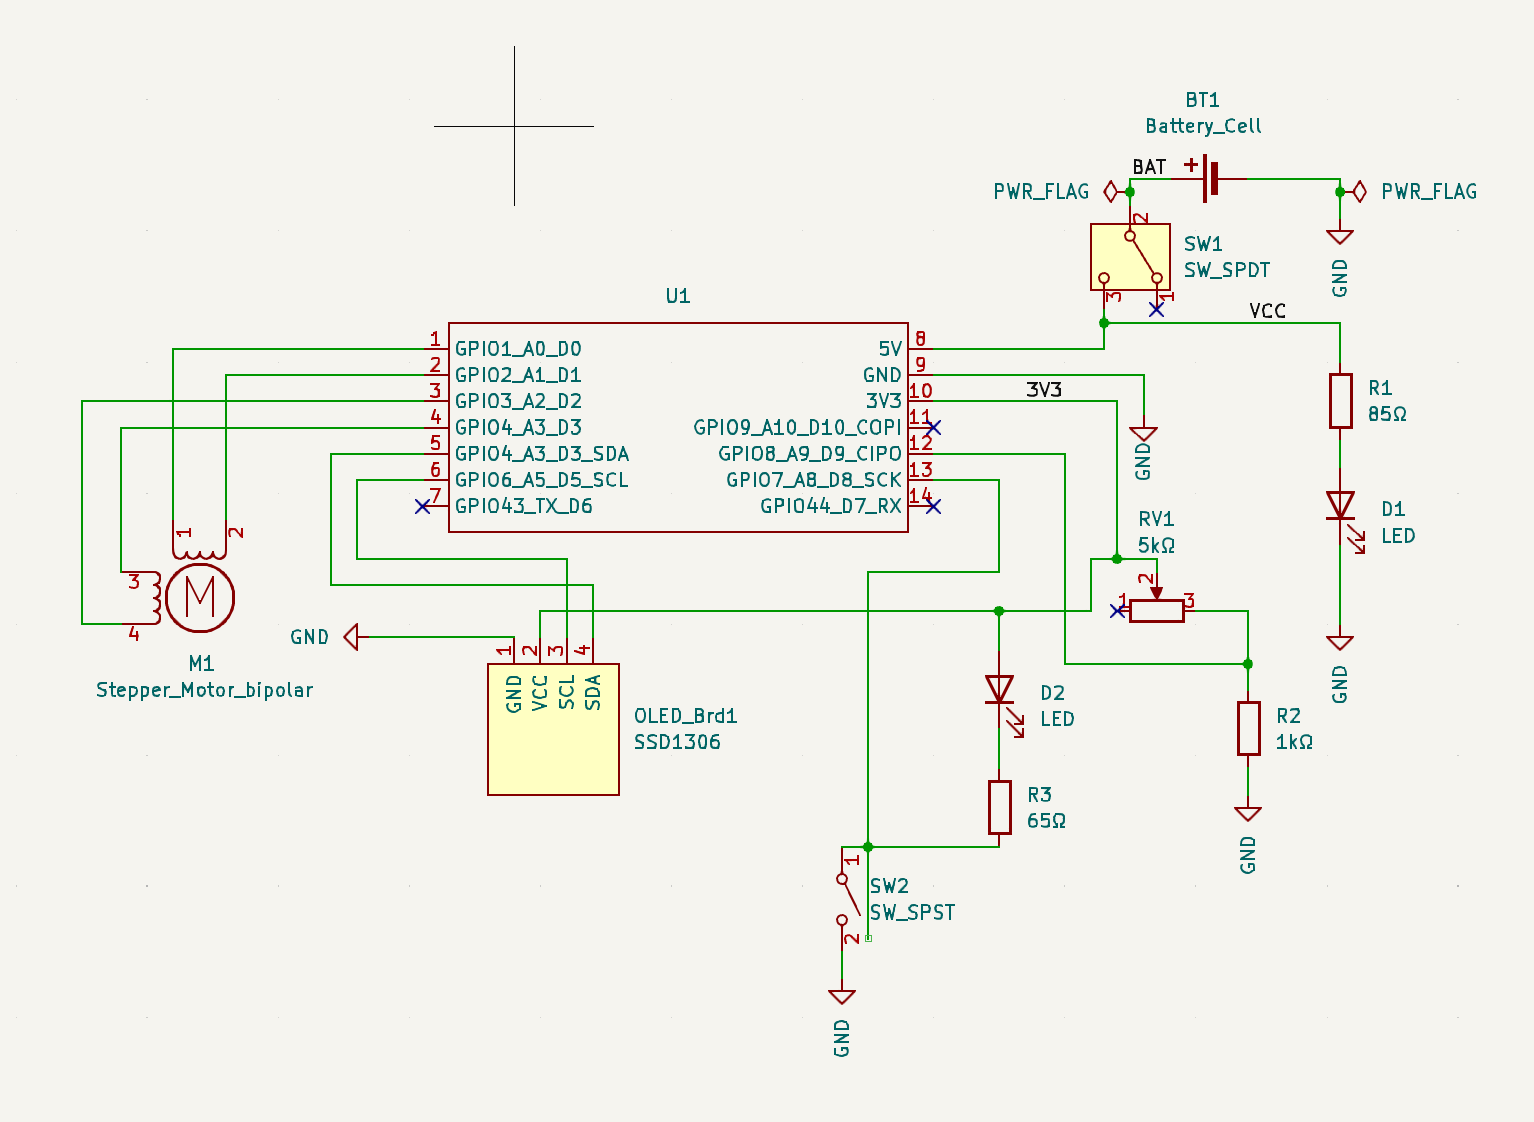 BT1
Battery_Cell
BAT
+
PWR_FLAG
PWR_FLAG
2
SW1
SW_SPDT
GND
3
1
VCC
U1
1
GPIO1_A0_D0
2
GPIO2_A1_D1
3
GPIO3_A2_D2
4
GPIO4_A3_D3
5
GPIO4_A3_D3_SDA
6
GPIO6_A5_D5_SCL
7
GPIO43_TX_D6
5V
8
GND
9
3V3
10
GPIO9_A10_D10_COPI
11
GPIO8_A9_D9_CIPO
12
GPIO7_A8_D8_SCK
13
GPIO44_D7_RX
14
3V3
GND
R1
85Ω
D1
LED
GND
RV1
5kΩ
2
1
3
1
2
3
4
M
M1
Stepper_Motor_bipolar
GND
1
2
3
4
GND
VCC
SCL
SDA
OLED_Brd1
SSD1306
D2
LED
R2
1kΩ
GND
R3
65Ω
1
SW2
SW_SPST
2
GND